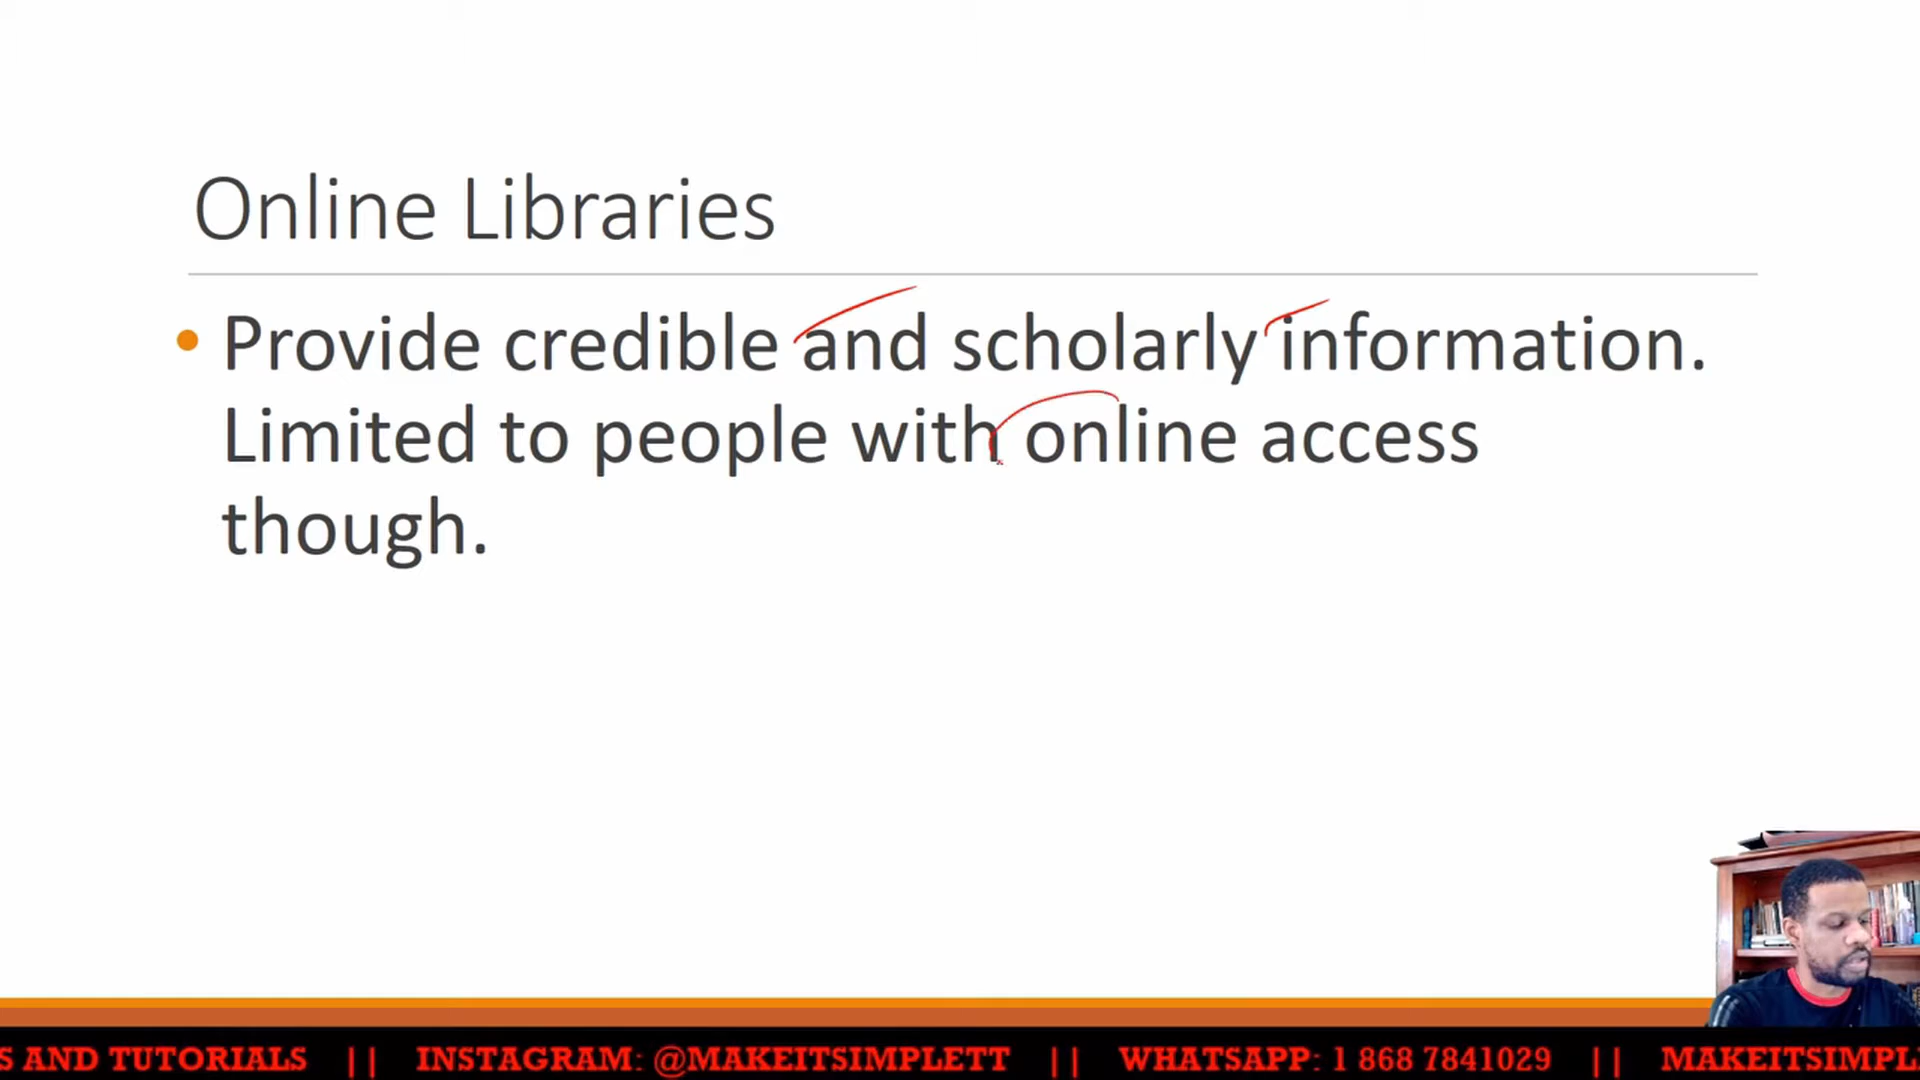 Online Libraries
Provide credible and scholarly information.
Limited to people with online access
though.
S AND TUTORIALS || INSTAGRAM: @MAKEITSIMPLETT || WHATSAPP: 1 868 7841029 || MAKEITSIMPL